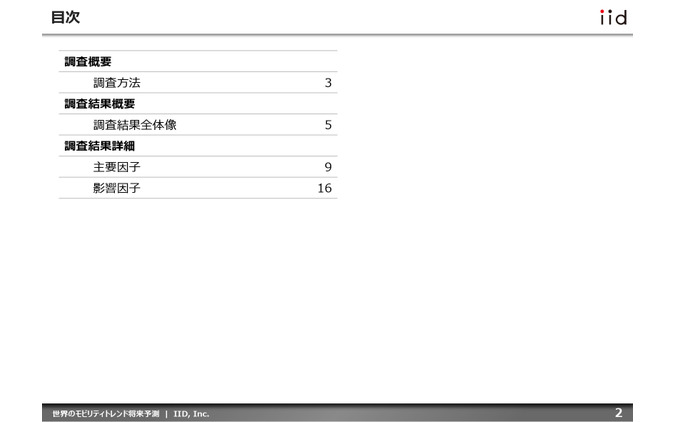 目次
iid
調査概要
調査方法 3
調査結果概要
調査結果全体像 5
調査結果詳細
主要因子 9
影響因子 16
世界のモビリティトレンド将来予測 | IID, Inc.
2